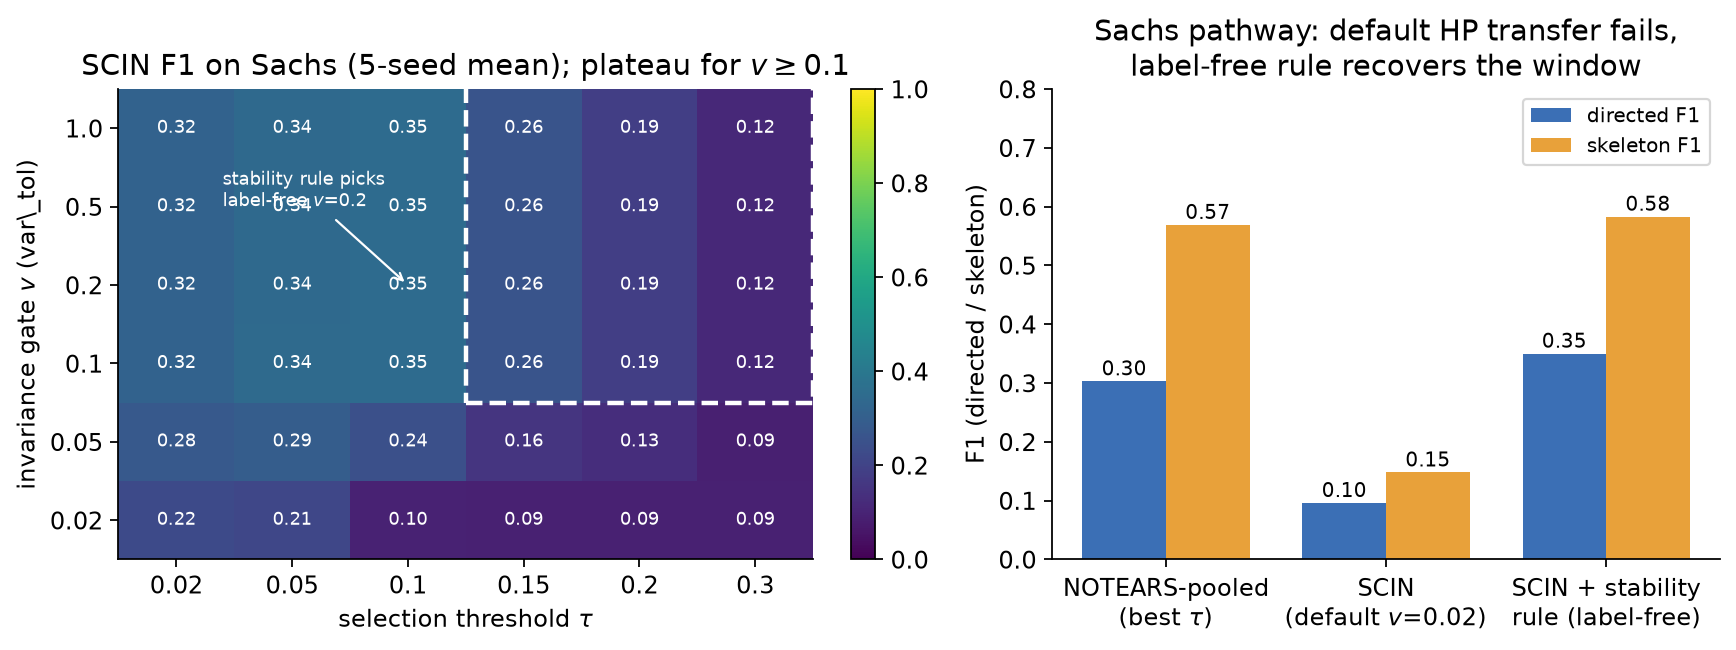 SCIN F1 on Sachs (5-seed mean); plateau for v ≥ 0.1
invariance gate v (var\_tol)
1.0 0.32 0.34 0.35 0.26 0.19 0.12
stability rule picks
label-free v=0.2
0.5 0.32 0.34 0.35 0.26 0.19 0.12
0.2 0.32 0.34 0.35 0.26 0.19 0.12
0.1 0.32 0.34 0.35 0.26 0.19 0.12
0.05 0.28 0.29 0.24 0.16 0.13 0.09
0.02 0.22 0.21 0.10 0.09 0.09 0.09
0.02 0.05 0.1 0.15 0.2 0.3
selection threshold τ
1.0
0.8
0.6
0.4
0.2
0.0
Sachs pathway: default HP transfer fails,
label-free rule recovers the window
F1 (directed / skeleton)
0.8
0.7
0.6
0.5
0.4
0.3
0.2
0.1
0.0
directed F1
skeleton F1
0.30 0.57
0.10 0.15
0.35 0.58
NOTEARS-pooled
(best τ)
SCIN
(default v=0.02)
SCIN + stability
rule (label-free)